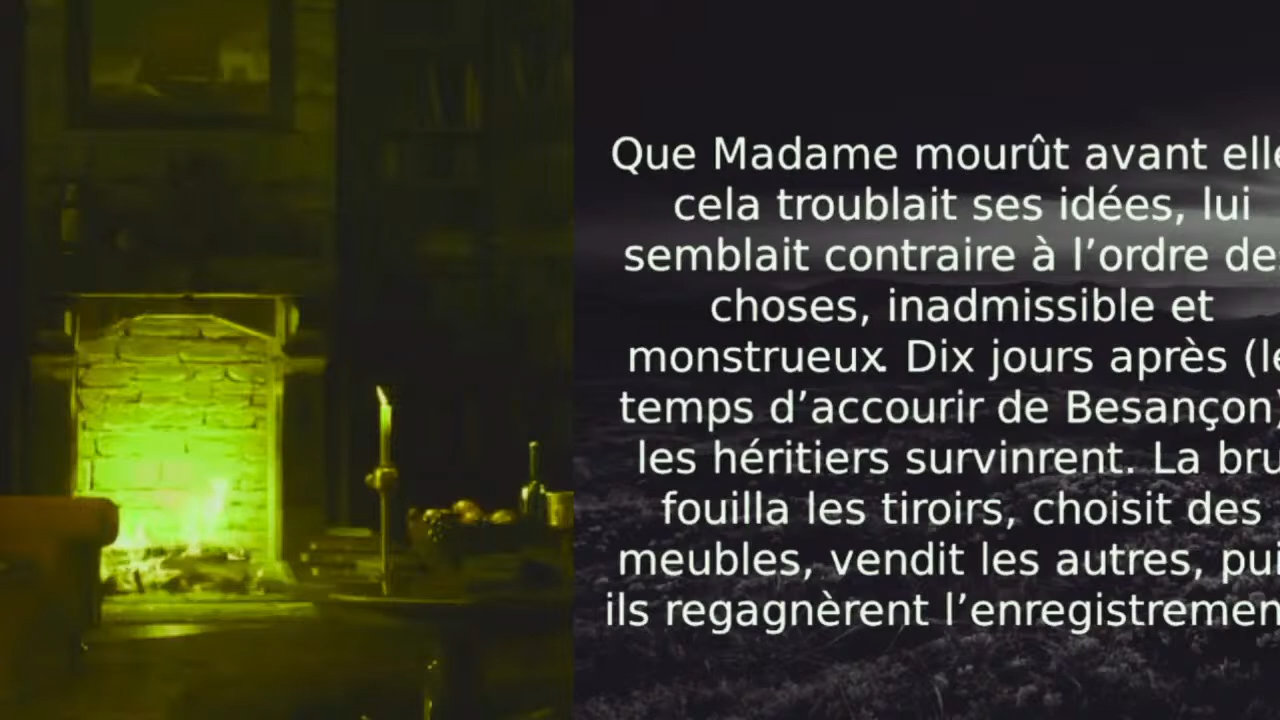 Que Madame mourût avant elle
cela troublait ses idées, lui
semblait contraire à l’ordre de
choses, inadmissible et
monstrueux. Dix jours après (le
temps d’accourir de Besançon)
les héritiers survinrent. La bru
fouilla les tiroirs, choisit des
meubles, vendit les autres, pui
ils regagnèrent l’enregistremen